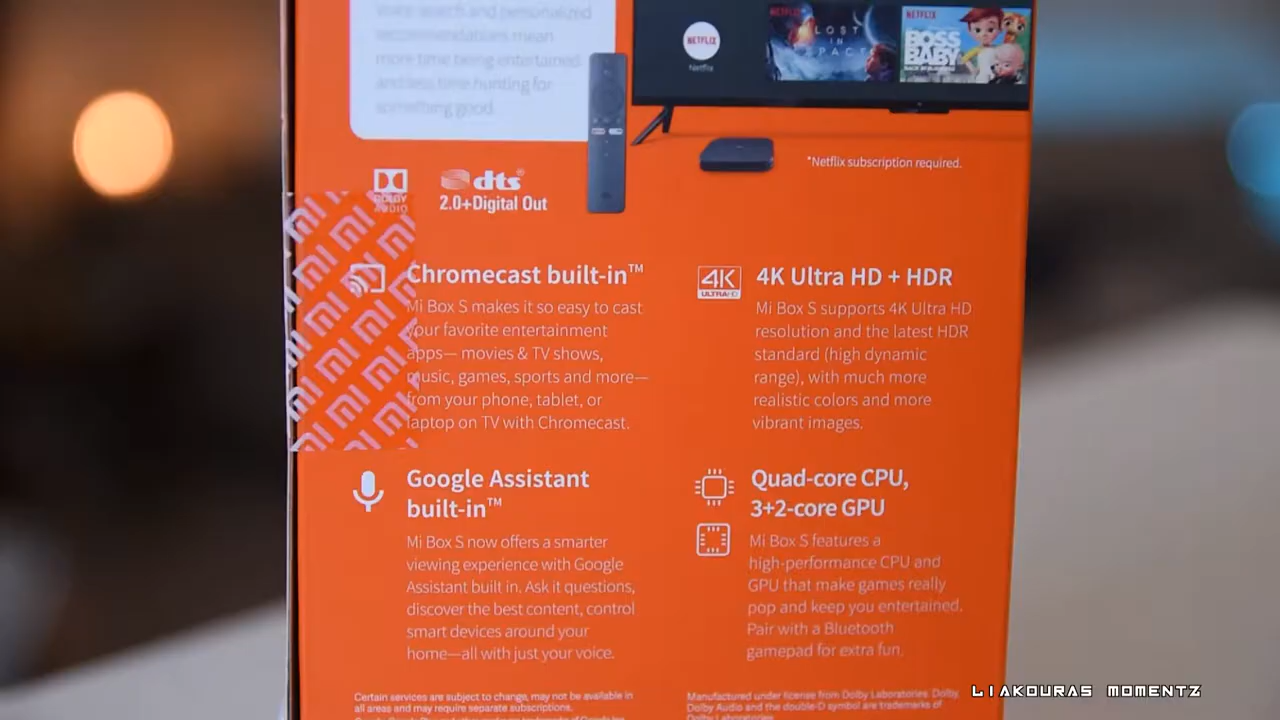 voice search and personalized
recommendations mean
more time being entertained
and less time hunting for
something good.
NETFLIX
Netflix
NETFLIX
LOST
IN
SPACE
NETFLIX
BOSS
BABY
BACK IN BUSINESS
*Netflix subscription required.
DOLBY
AUDIO
dts
2.0+Digital Out
MI MI MI MI
Chromecast built-in™
Mi Box S makes it so easy to cast
your favorite entertainment
apps— movies & TV shows,
music, games, sports and more—
from your phone, tablet, or
laptop on TV with Chromecast.
4K
ULTRA HD
4K Ultra HD + HDR
Mi Box S supports 4K Ultra HD
resolution and the latest HDR
standard (high dynamic
range), with much more
realistic colors and more
vibrant images.
Google Assistant
built-in™
Mi Box S now offers a smarter
viewing experience with Google
Assistant built in. Ask it questions,
discover the best content, control
smart devices around your
home—all with just your voice.
Quad-core CPU,
3+2-core GPU
Mi Box S features a
high-performance CPU and
GPU that make games really
pop and keep you entertained.
Pair with a Bluetooth
gamepad for extra fun.
Certain services are subject to change, may not be available in
all areas and may require separate subscriptions.
Manufactured under license from Dolby Laboratories. Dolby,
Dolby Audio and the double-D symbol are trademarks of
Dolby Laboratories.
LIAKOURAS MOMENTZ